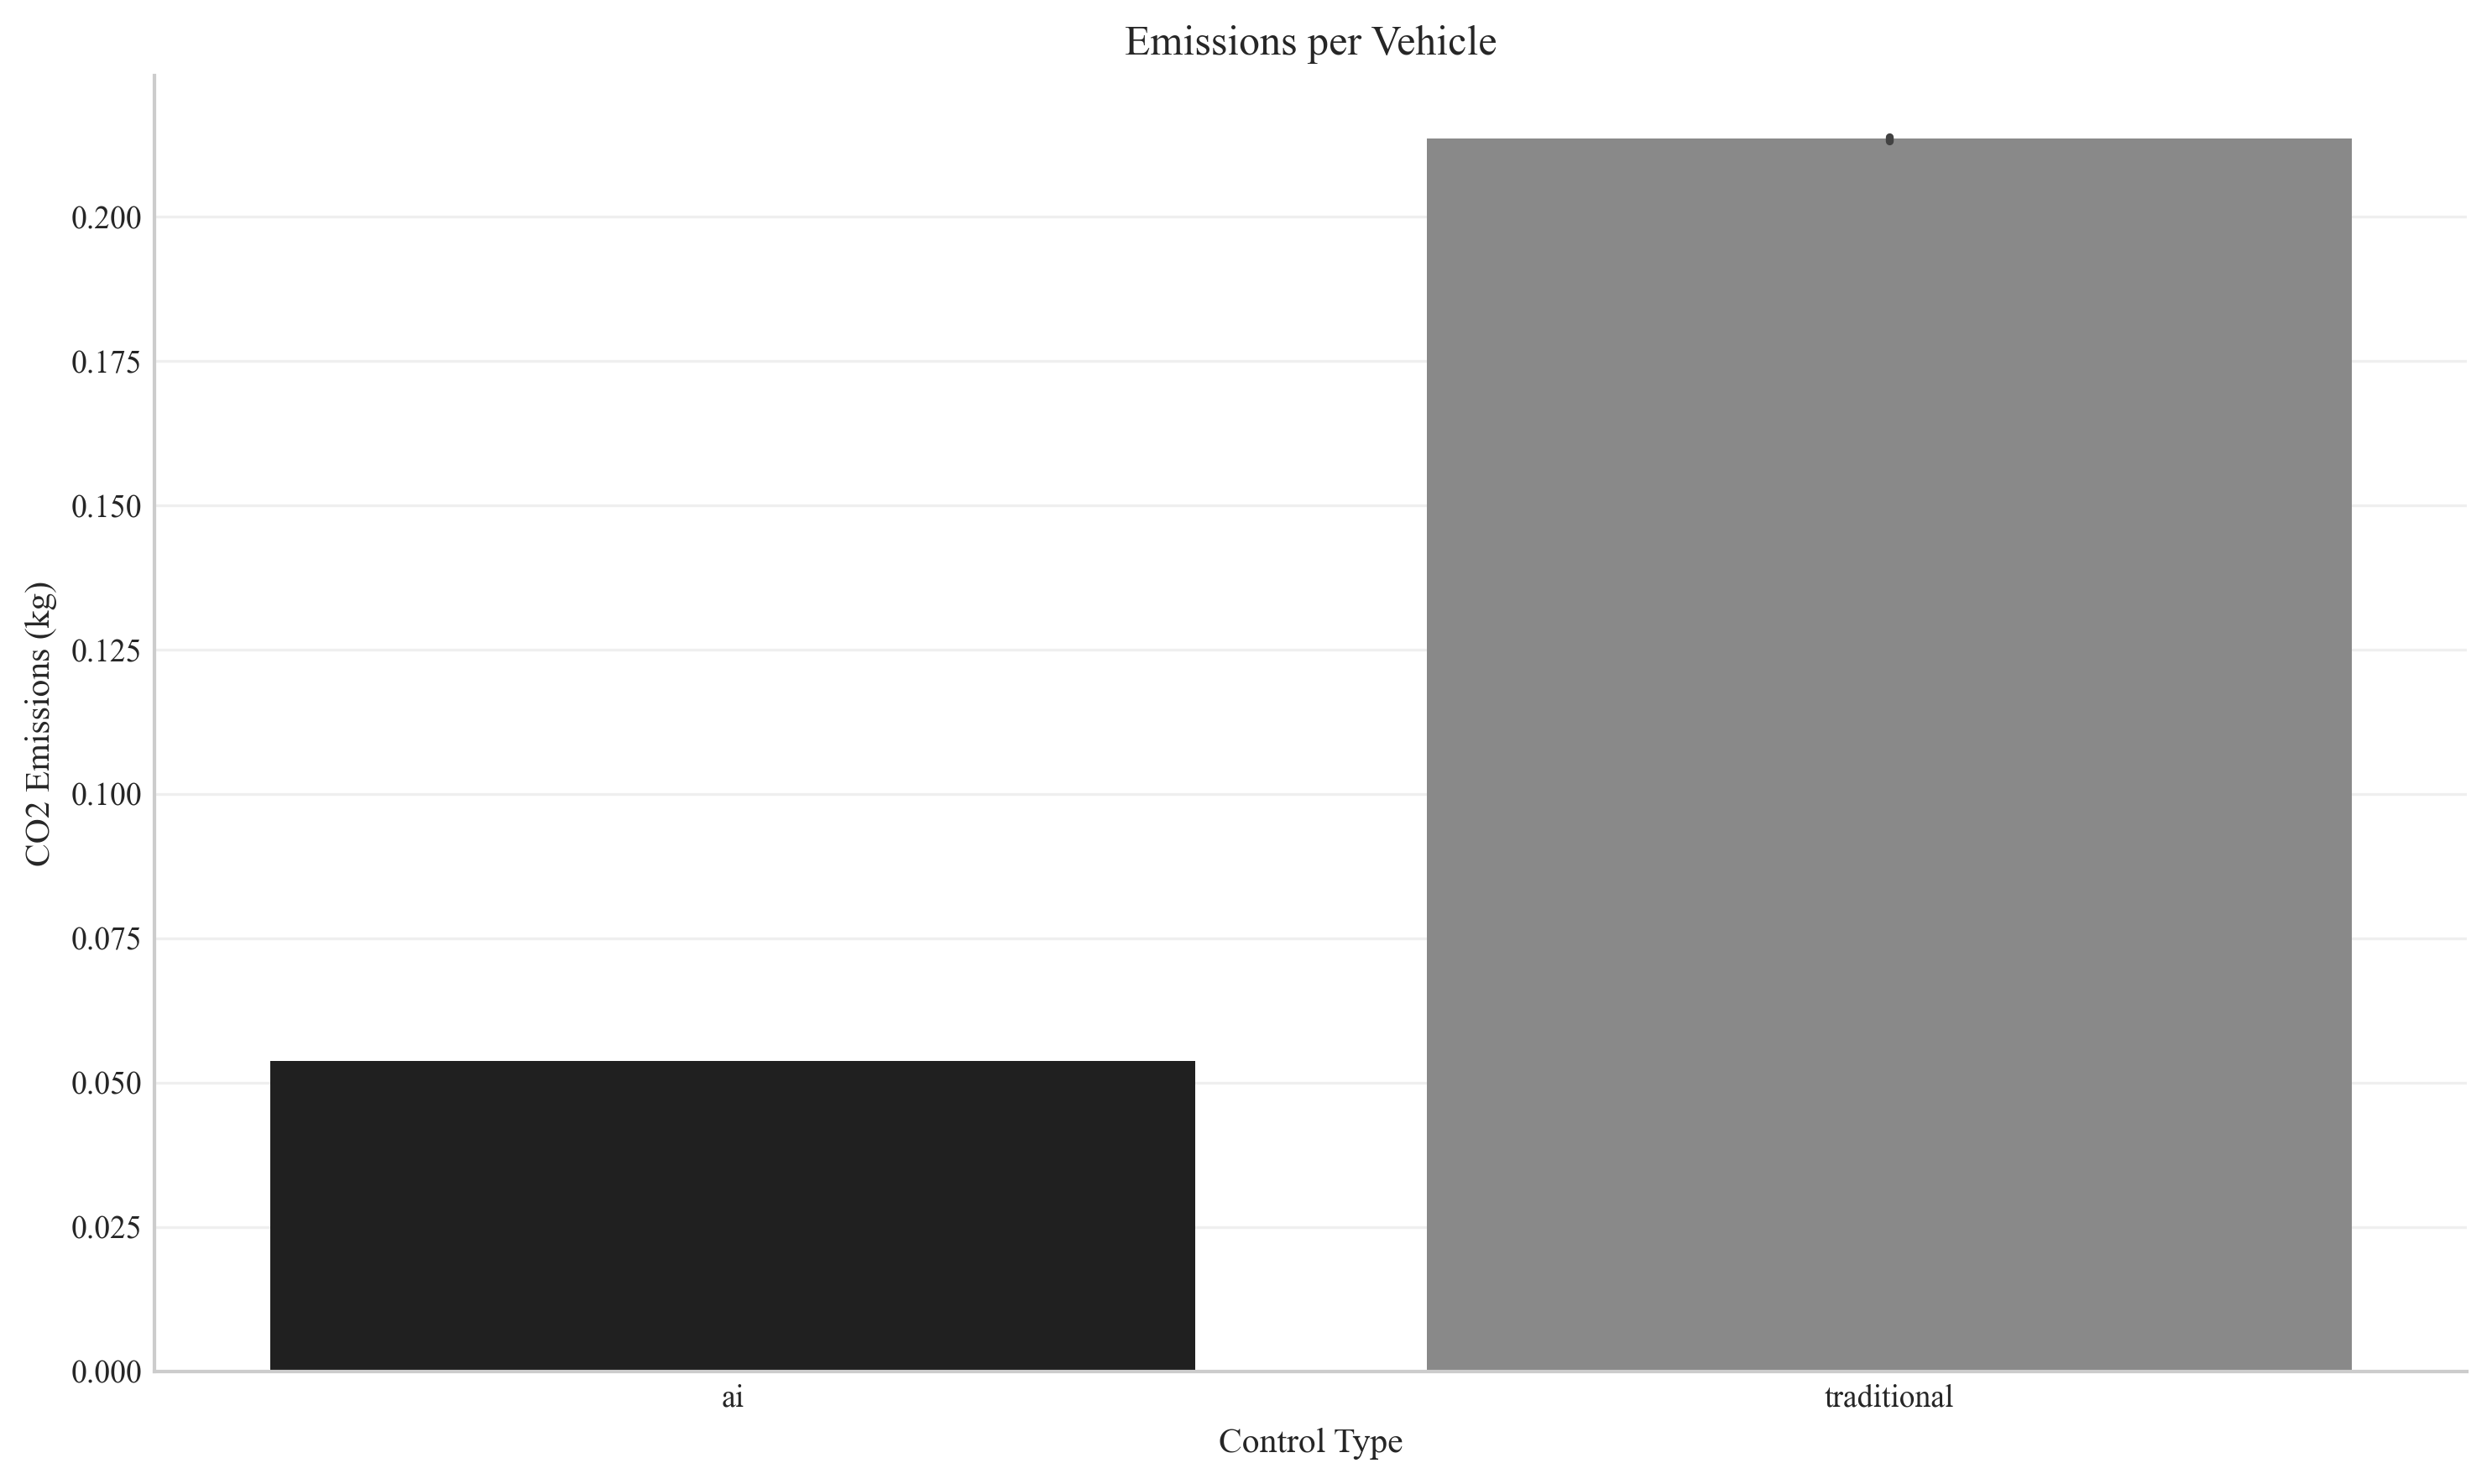 Emissions per Vehicle
CO2 Emissions (kg)
0.200
0.175
0.150
0.125
0.100
0.075
0.050
0.025
0.000
ai
traditional
Control Type